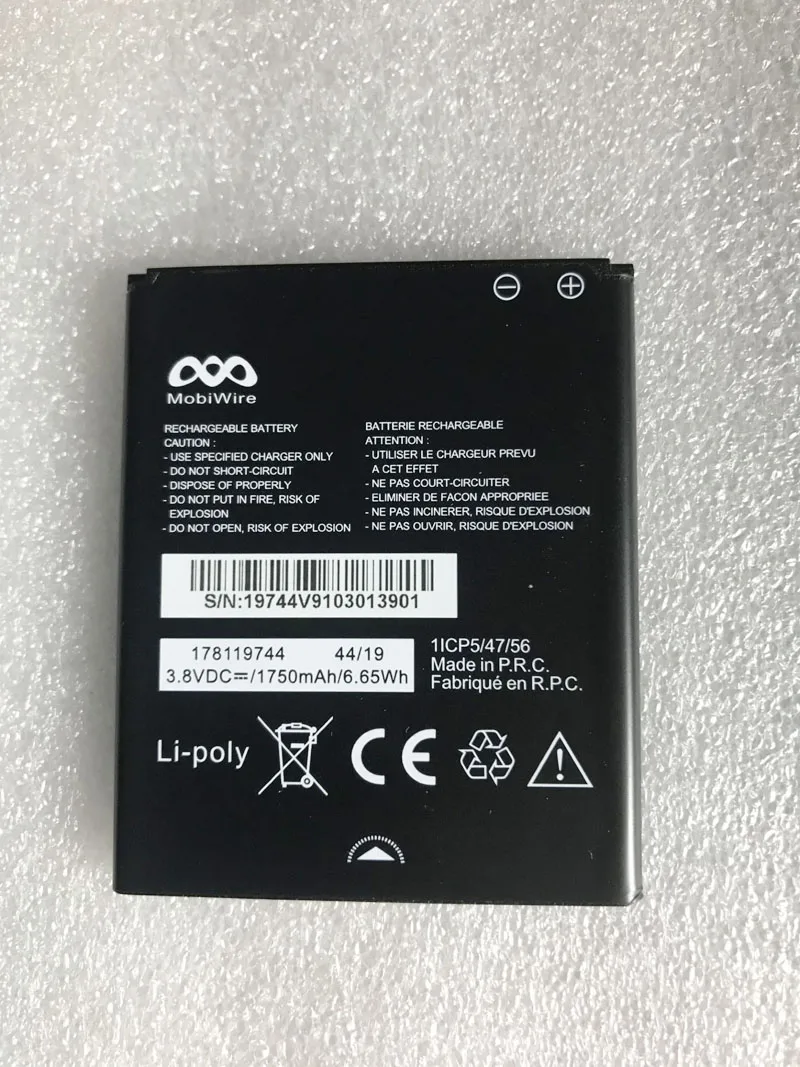 MobiWire
RECHARGEABLE BATTERY
CAUTION :
- USE SPECIFIED CHARGER ONLY
- DO NOT SHORT-CIRCUIT
- DISPOSE OF PROPERLY
- DO NOT PUT IN FIRE, RISK OF
EXPLOSION
- DO NOT OPEN, RISK OF EXPLOSION
BATTERIE RECHARGEABLE
ATTENTION :
- UTILISER LE CHARGEUR PREVU
A CET EFFET
- NE PAS COURT-CIRCUITER
- ELIMINER DE FACON APPROPRIEE
- NE PAS INCINERER, RISQUE D'EXPLOSION
- NE PAS OUVRIR, RISQUE D'EXPLOSION
S/N:19744V9103013901
178119744 44/19
3.8VDC⎓/1750mAh/6.65Wh
1ICP5/47/56
Made in P.R.C.
Fabriqué en R.P.C.
Li-poly CE